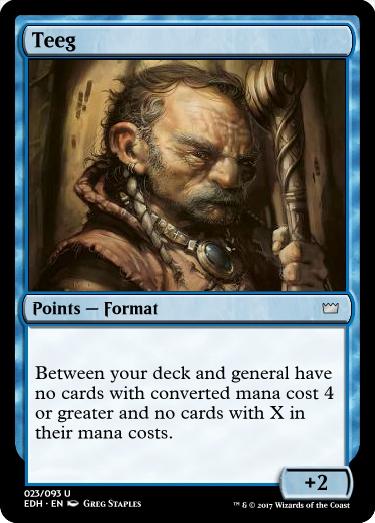 Teeg
Points — Format
Between your deck and general have
no cards with converted mana cost 4
or greater and no cards with X in
their mana costs.
+2
023/093 U
EDH • EN Greg Staples
™ & © 2017 Wizards of the Coast